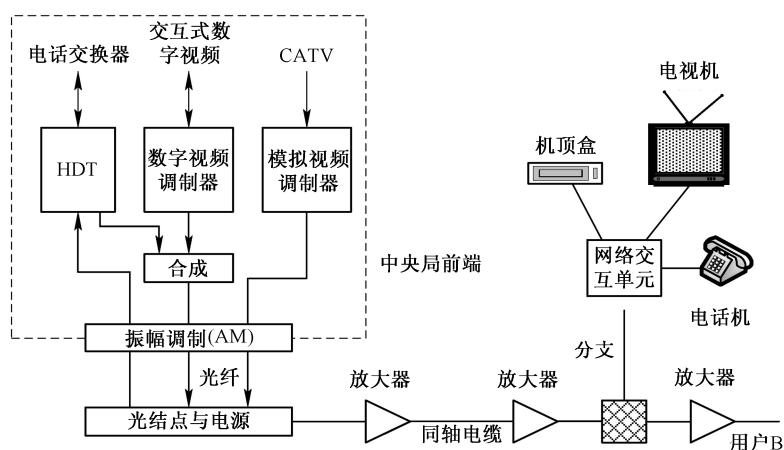 电话交换器
交互式数
字视频
CATV
电视机
HDT
数字视频
调制器
模拟视频
调制器
机顶盒
合成
中央局前端
网络交
互单元
振幅调制(AM)
电话机
光纤
分支
放大器
放大器
放大器
光结点与电源
同轴电缆
用户B